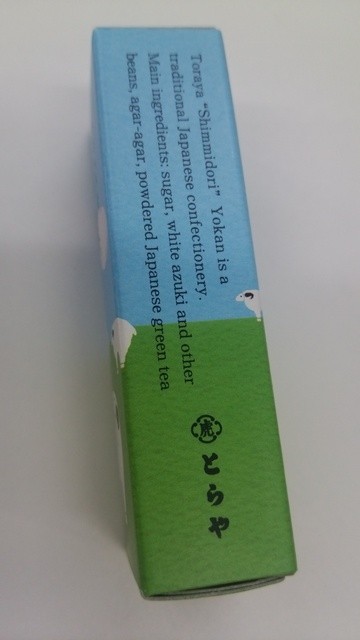 Toraya “Shimmidori” Yokan is a
traditional Japanese confectionery.
Main ingredients: sugar, white azuki and other
beans, agar-agar, powdered Japanese green tea
虎
とらや